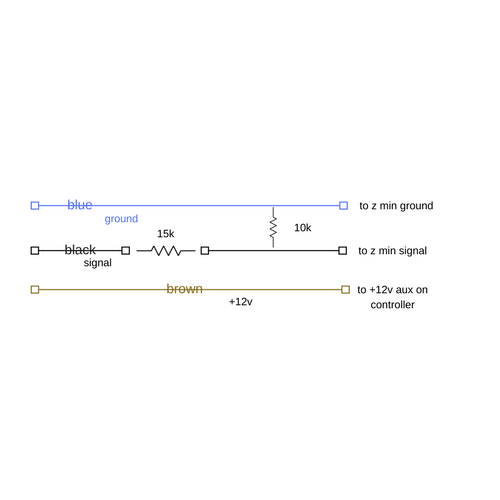 blue
to z min ground
ground
10k
15k
black
to z min signal
signal
brown
to +12v aux on
controller
+12v